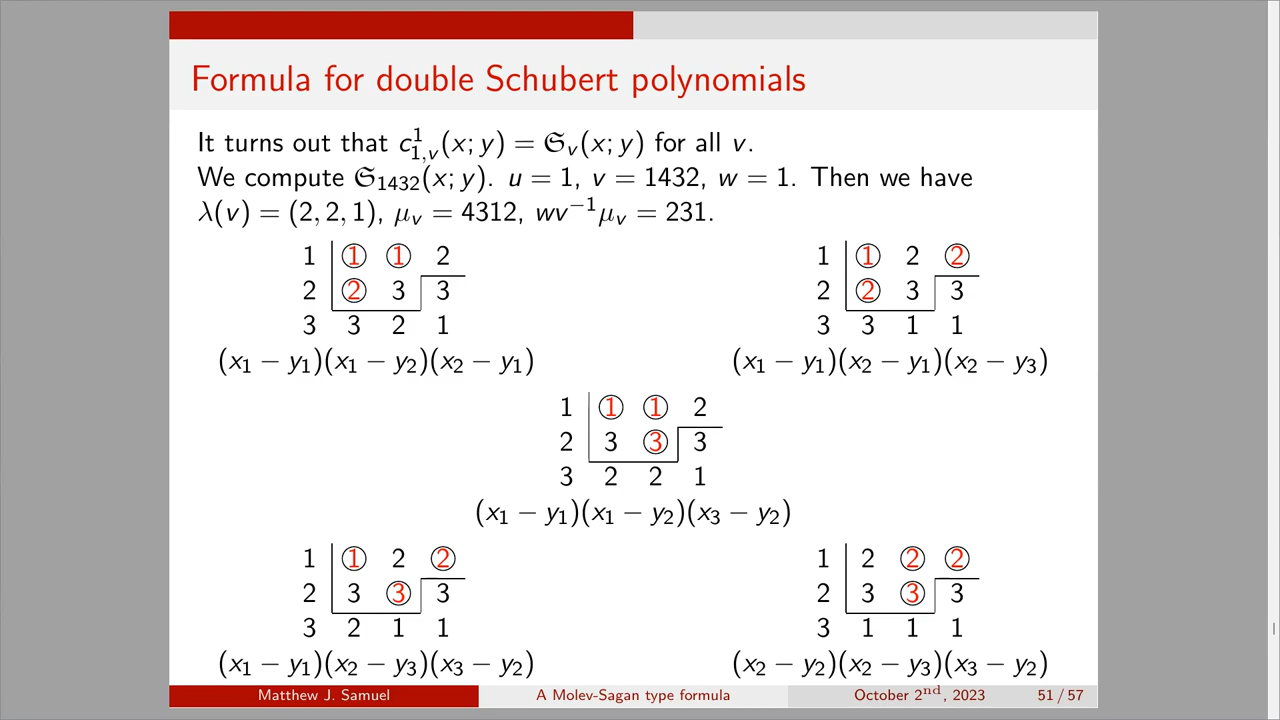 Formula for double Schubert polynomials
It turns out that c¹₁,ᵥ(x; y) = 𝔖ᵥ(x; y) for all v.
We compute 𝔖₁₄₃₂(x; y). u = 1, v = 1432, w = 1. Then we have
λ(v) = (2, 2, 1), μᵥ = 4312, wv⁻¹μᵥ = 231.
1 1 1 2
2 2 3 3
3 3 2 1
(x₁ − y₁)(x₁ − y₂)(x₂ − y₁)
1 1 2 2
2 2 3 3
3 3 1 1
(x₁ − y₁)(x₂ − y₁)(x₂ − y₃)
1 1 1 2
2 3 3 3
3 2 2 1
(x₁ − y₁)(x₁ − y₂)(x₃ − y₂)
1 1 2 2
2 3 3 3
3 2 1 1
(x₁ − y₁)(x₂ − y₃)(x₃ − y₂)
1 2 2 2
2 3 3 3
3 1 1 1
(x₂ − y₂)(x₂ − y₃)(x₃ − y₂)
Matthew J. Samuel A Molev-Sagan type formula October 2ⁿᵈ, 2023 51 / 57